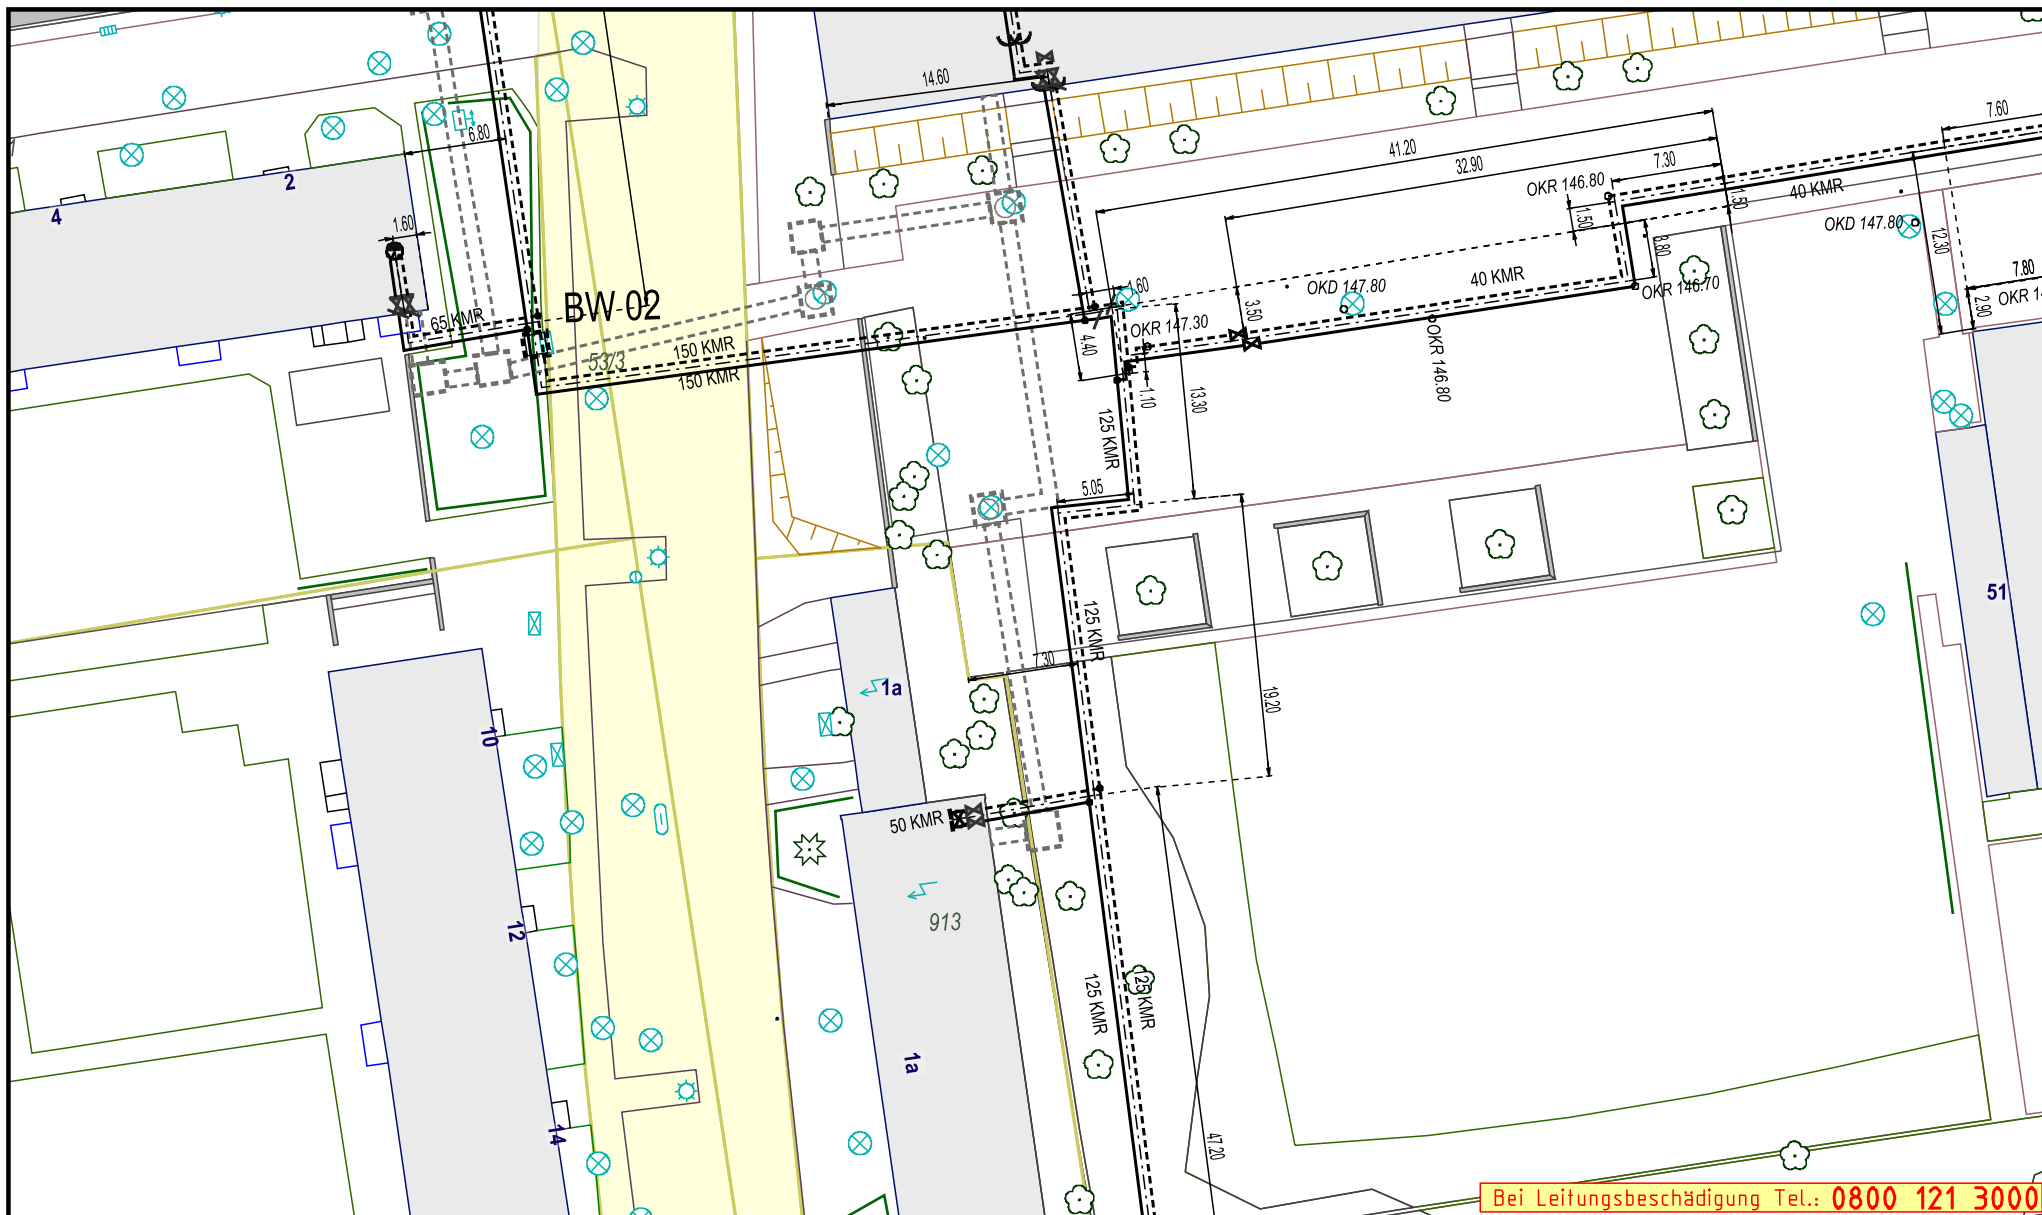 14.60
7.60
6.80
41.20
32.90
7.30
2
4
OKR 146.80
40 KMR
1.50
1.50
1.60
OKD 147.80
12.30
3.80
BW 02
1.60
OKD 147.80
40 KMR
OKR 146.70
7.80
OKR 14
2.90
65 KMR
3.50
OKR 147.30
150 KMR
53/3
150 KMR
4.40
OKR 146.80
1.10
13.30
125 KMR
5.05
51
125 KMR
7.30
1a
19.20
10
50 KMR
913
12
125 KMR
125 KMR
1a
14
47.20
Bei Leitungsbeschädigung Tel.: 0800 121 3000